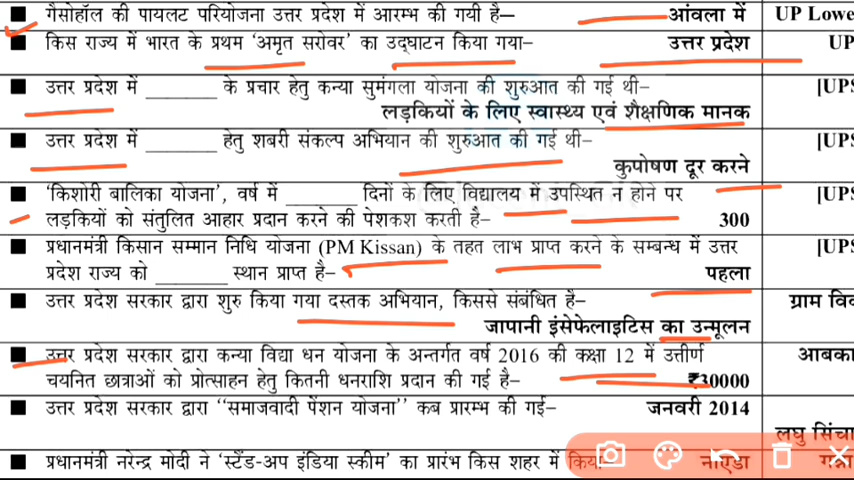 ■ गैसोहॉल की पायलट परियोजना उत्तर प्रदेश में आरम्भ की गयी है— आंवला में
■ किस राज्य में भारत के प्रथम 'अमृत सरोवर' का उद्घाटन किया गया– उत्तर प्रदेश
■ उत्तर प्रदेश में _______ के प्रचार हेतु कन्या सुमंगला योजना की शुरुआत की गई थी–
लड़कियों के लिए स्वास्थ्य एवं शैक्षणिक मानक
■ उत्तर प्रदेश में _______ हेतु शबरी संकल्प अभियान की शुरुआत की गई थी–
कुपोषण दूर करने
■ 'किशोरी बालिका योजना', वर्ष में _______ दिनों के लिए विद्यालय में उपस्थित न होने पर
लड़कियों को संतुलित आहार प्रदान करने की पेशकश करती है– 300
■ प्रधानमंत्री किसान सम्मान निधि योजना (PM Kissan) के तहत लाभ प्राप्त करने के सम्बन्ध में उत्तर
प्रदेश राज्य को _______ स्थान प्राप्त है– पहला
■ उत्तर प्रदेश सरकार द्वारा शुरु किया गया दस्तक अभियान, किससे संबंधित है–
जापानी इंसेफेलाइटिस का उन्मूलन
■ उत्तर प्रदेश सरकार द्वारा कन्या विद्या धन योजना के अन्तर्गत वर्ष 2016 की कक्षा 12 में उत्तीर्ण
चयनित छात्राओं को प्रोत्साहन हेतु कितनी धनराशि प्रदान की गई है– ₹30000
■ उत्तर प्रदेश सरकार द्वारा "समाजवादी पेंशन योजना" कब प्रारम्भ की गई– जनवरी 2014
■ प्रधानमंत्री नरेन्द्र मोदी ने 'स्टैंड-अप इंडिया स्कीम' का प्रारंभ किस शहर में किया– नोएडा
UP Lowe
UP
[UPS
[UPS
[UPS
[UPS
ग्राम वि
आबका
लघु सिंचा